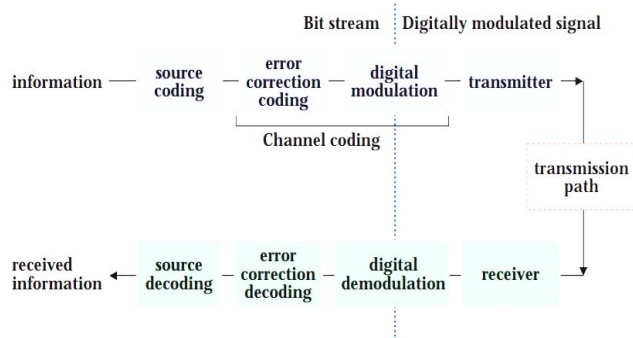 Bit stream Digitally modulated signal
information
source
coding
error
correction
coding
digital
modulation
transmitter
Channel coding
transmission
path
received
information
source
decoding
error
correction
decoding
digital
demodulation
receiver